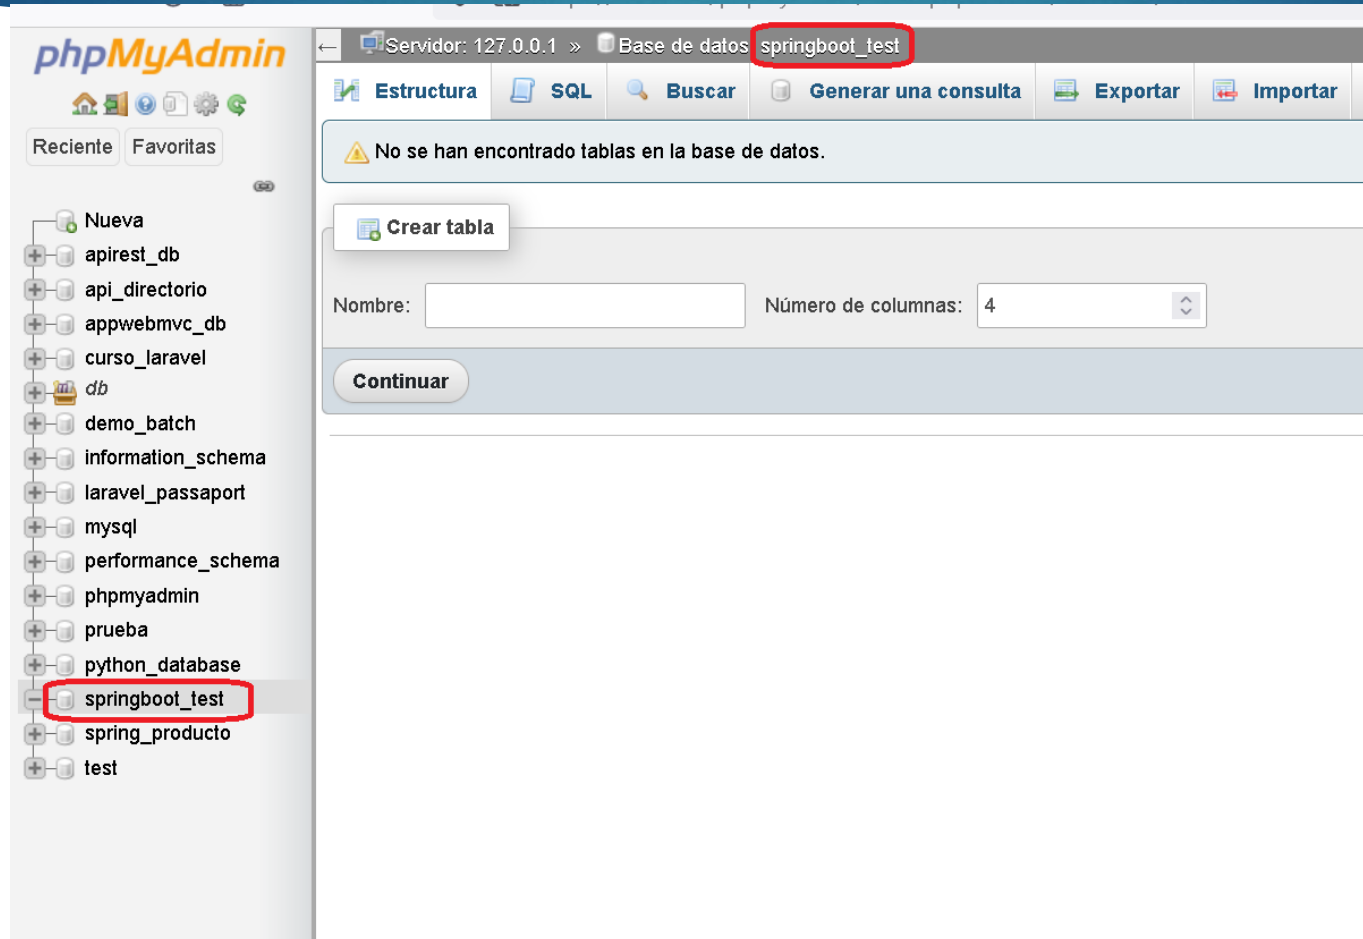 phpMyAdmin
Reciente Favoritas
Nueva
apirest_db
api_directorio
appwebmvc_db
curso_laravel
db
demo_batch
information_schema
laravel_passaport
mysql
performance_schema
phpmyadmin
prueba
python_database
springboot_test
spring_producto
test
Servidor: 127.0.0.1 » Base de datos springboot_test
Estructura SQL Buscar Generar una consulta Exportar Importar
No se han encontrado tablas en la base de datos.
Crear tabla
Nombre: Número de columnas: 4
Continuar